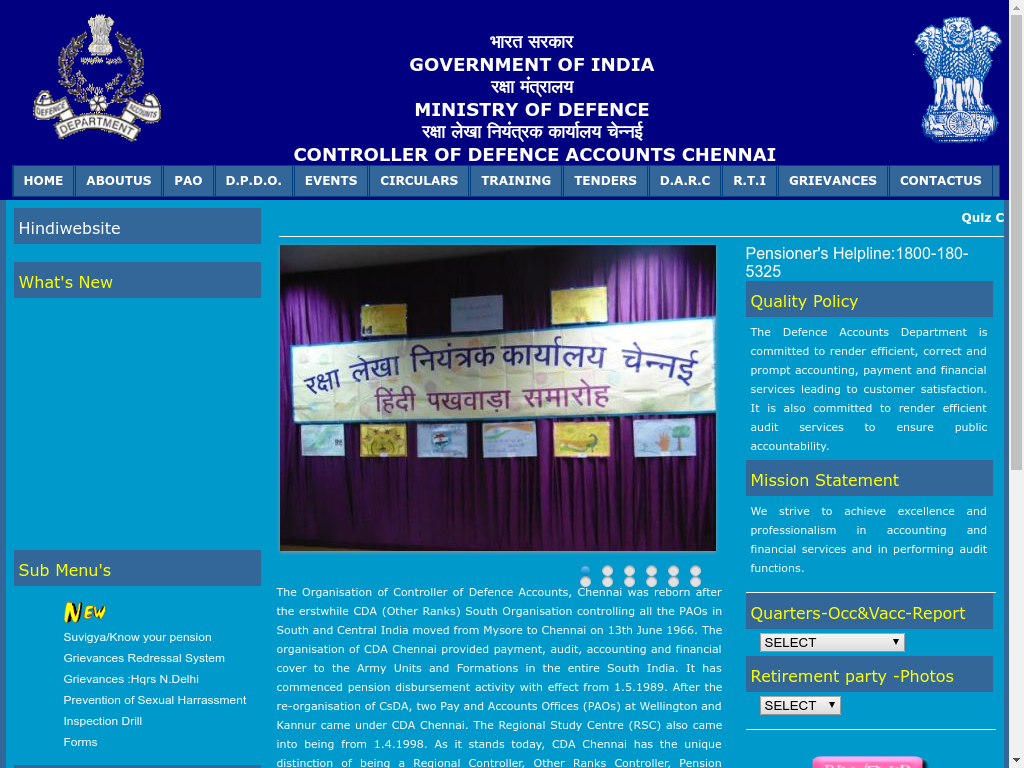 भारत सरकार
GOVERNMENT OF INDIA
रक्षा मंत्रालय
MINISTRY OF DEFENCE
रक्षा लेखा नियंत्रक कार्यालय चेन्नई
CONTROLLER OF DEFENCE ACCOUNTS CHENNAI
DEFENCE ACCOUNTS
DEPARTMENT
HOME ABOUTUS PAO D.P.D.O. EVENTS CIRCULARS TRAINING TENDERS D.A.R.C R.T.I GRIEVANCES CONTACTUS
Quiz C
Hindiwebsite
What's New
Sub Menu's
Suvigya/Know your pension
Grievances Redressal System
Grievances :Hqrs N.Delhi
Prevention of Sexual Harrassment
Inspection Drill
Forms
NEW
रक्षा लेखा नियंत्रक कार्यालय चेन्नई
हिंदी पखवाड़ा समारोह
The Organisation of Controller of Defence Accounts, Chennai was reborn after
the erstwhile CDA (Other Ranks) South Organisation controlling all the PAOs in
South and Central India moved from Mysore to Chennai on 13th June 1966. The
organisation of CDA Chennai provided payment, audit, accounting and financial
cover to the Army Units and Formations in the entire South India. It has
commenced pension disbursement activity with effect from 1.5.1989. After the
re-organisation of CsDA, two Pay and Accounts Offices (PAOs) at Wellington and
Kannur came under CDA Chennai. The Regional Study Centre (RSC) also came
into being from 1.4.1998. As it stands today, CDA Chennai has the unique
distinction of being a Regional Controller, Other Ranks Controller, Pension
Pensioner's Helpline:1800-180-
5325
Quality Policy
The Defence Accounts Department is
committed to render efficient, correct and
prompt accounting, payment and financial
services leading to customer satisfaction.
It is also committed to render efficient
audit services to ensure public
accountability.
Mission Statement
We strive to achieve excellence and
professionalism in accounting and
financial services and in performing audit
functions.
Quarters-Occ&Vacc-Report
SELECT
Retirement party -Photos
SELECT